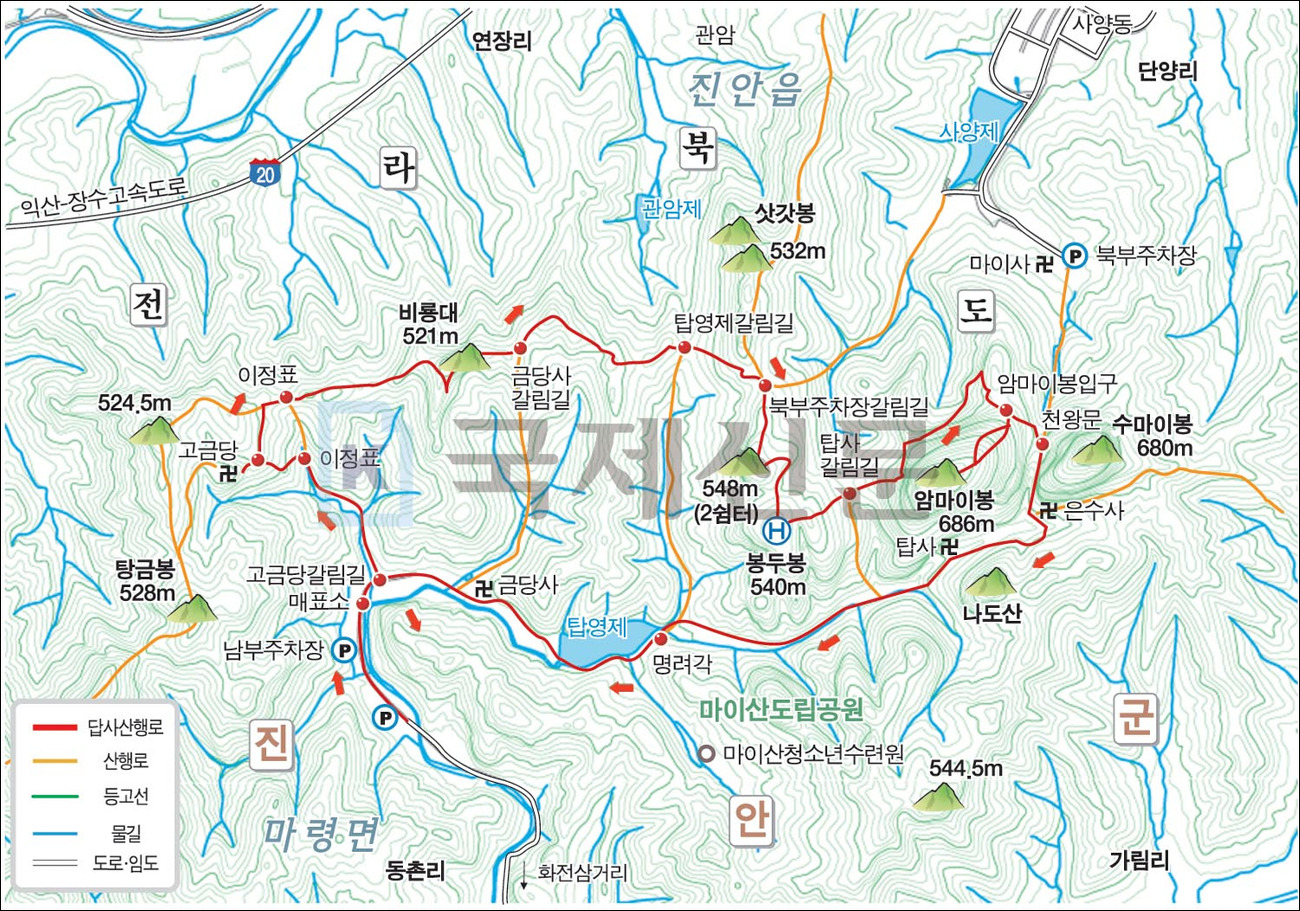 연장리
관암
사양동
단양리
진안읍
사양제
북
라
20
익산-장수고속도로
관암제
삿갓봉
532m
마이사
P
북부주차장
전
도
비룡대
521m
탑영제갈림길
이정표
금당사
갈림길
암마이봉입구
524.5m
북부주차장갈림길
천왕문
수마이봉
680m
고금당
이정표
국제신문
탑사
갈림길
548m
(2쉼터)
암마이봉
686m
은수사
H
탑사
봉두봉
540m
탕금봉
528m
고금당갈림길
금당사
매표소
나도산
탑영제
남부주차장
P
명려각
마이산도립공원
P
군
진
마이산청소년수련원
544.5m
안
마령면
동촌리
화전삼거리
가림리
답사산행로
산행로
등고선
물길
도로·임도